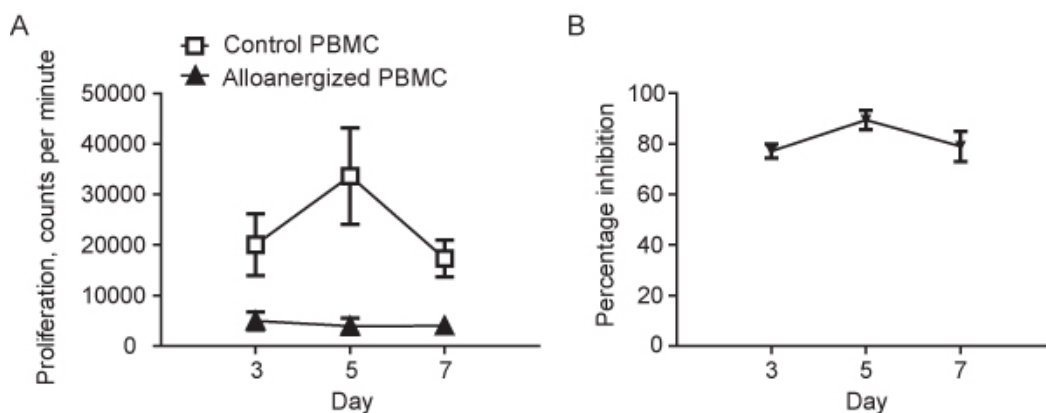 A
Control PBMC
Alloanergized PBMC
Proliferation, counts per minute
50000
40000
30000
20000
10000
0
3 5 7
Day
B
Percentage inhibition
100
80
60
40
20
0
3 5 7
Day